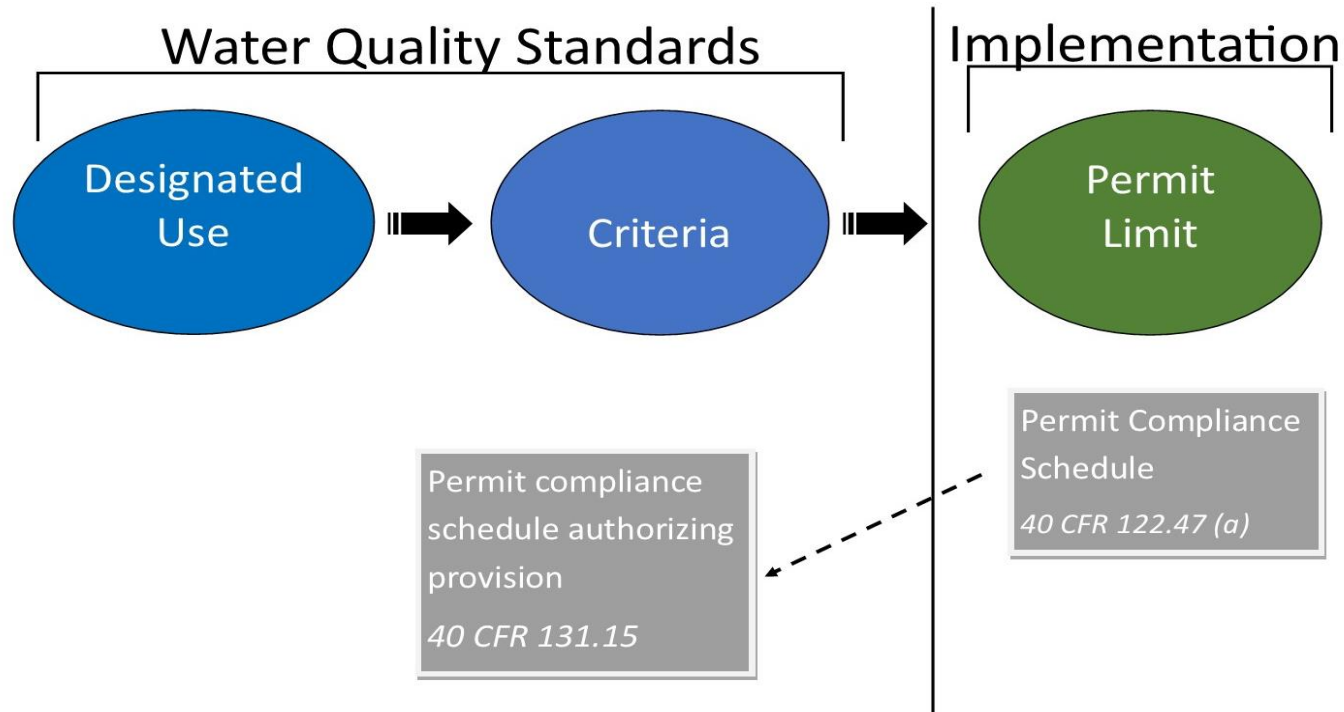 Water Quality Standards
Implementation
Designated
Use
Criteria
Permit
Limit
Permit compliance
schedule authorizing
provision
40 CFR 131.15
Permit Compliance
Schedule
40 CFR 122.47 (a)